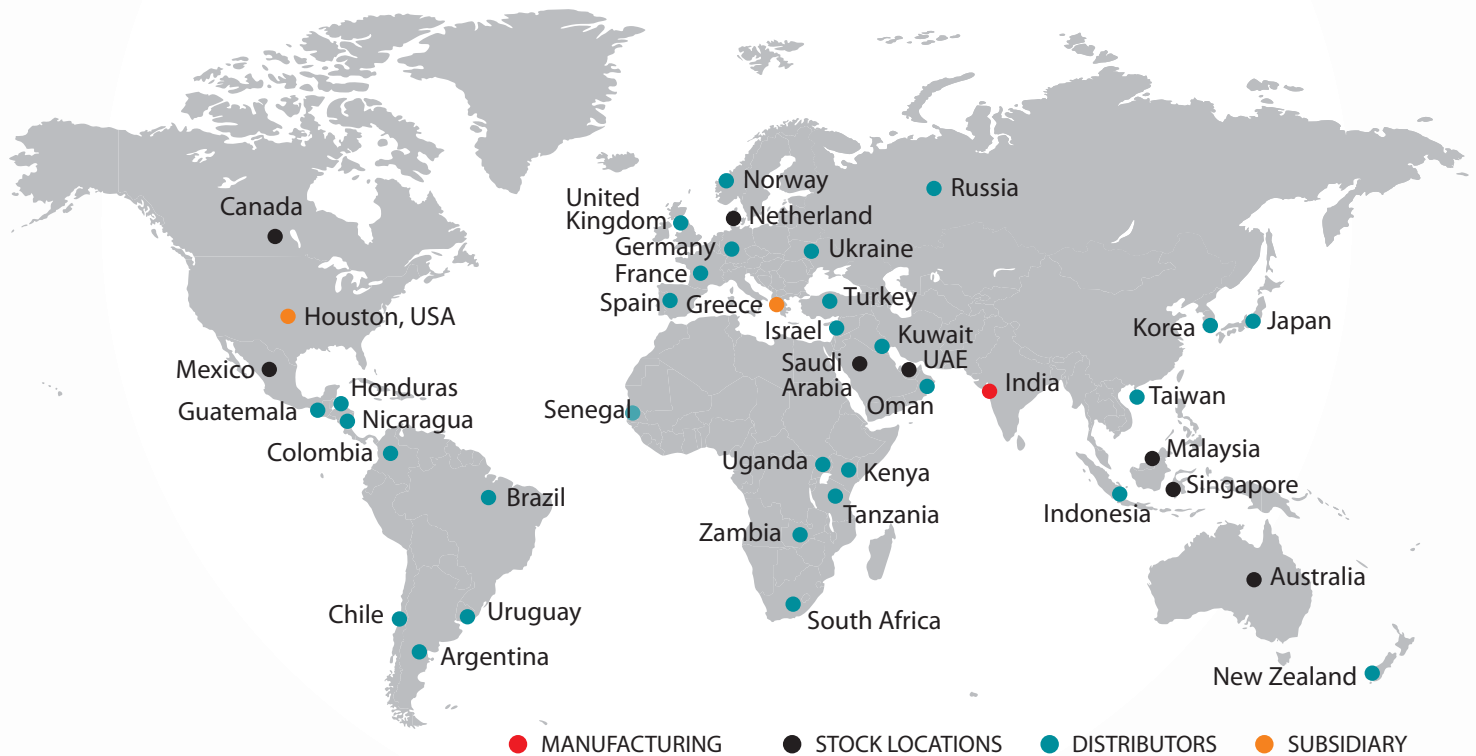 Norway
Russia
United
Kingdom
Canada
Netherland
Germany
Ukraine
France
Spain
Greece
Turkey
Houston, USA
Israel
Korea
Japan
Kuwait
Saudi
Arabia
UAE
Mexico
India
Honduras
Guatemala
Oman
Taiwan
Senegal
Nicaragua
Colombia
Malaysia
Uganda
Kenya
Singapore
Brazil
Indonesia
Tanzania
Zambia
Australia
Chile
Uruguay
South Africa
Argentina
New Zealand
MANUFACTURING
STOCK LOCATIONS
DISTRIBUTORS
SUBSIDIARY